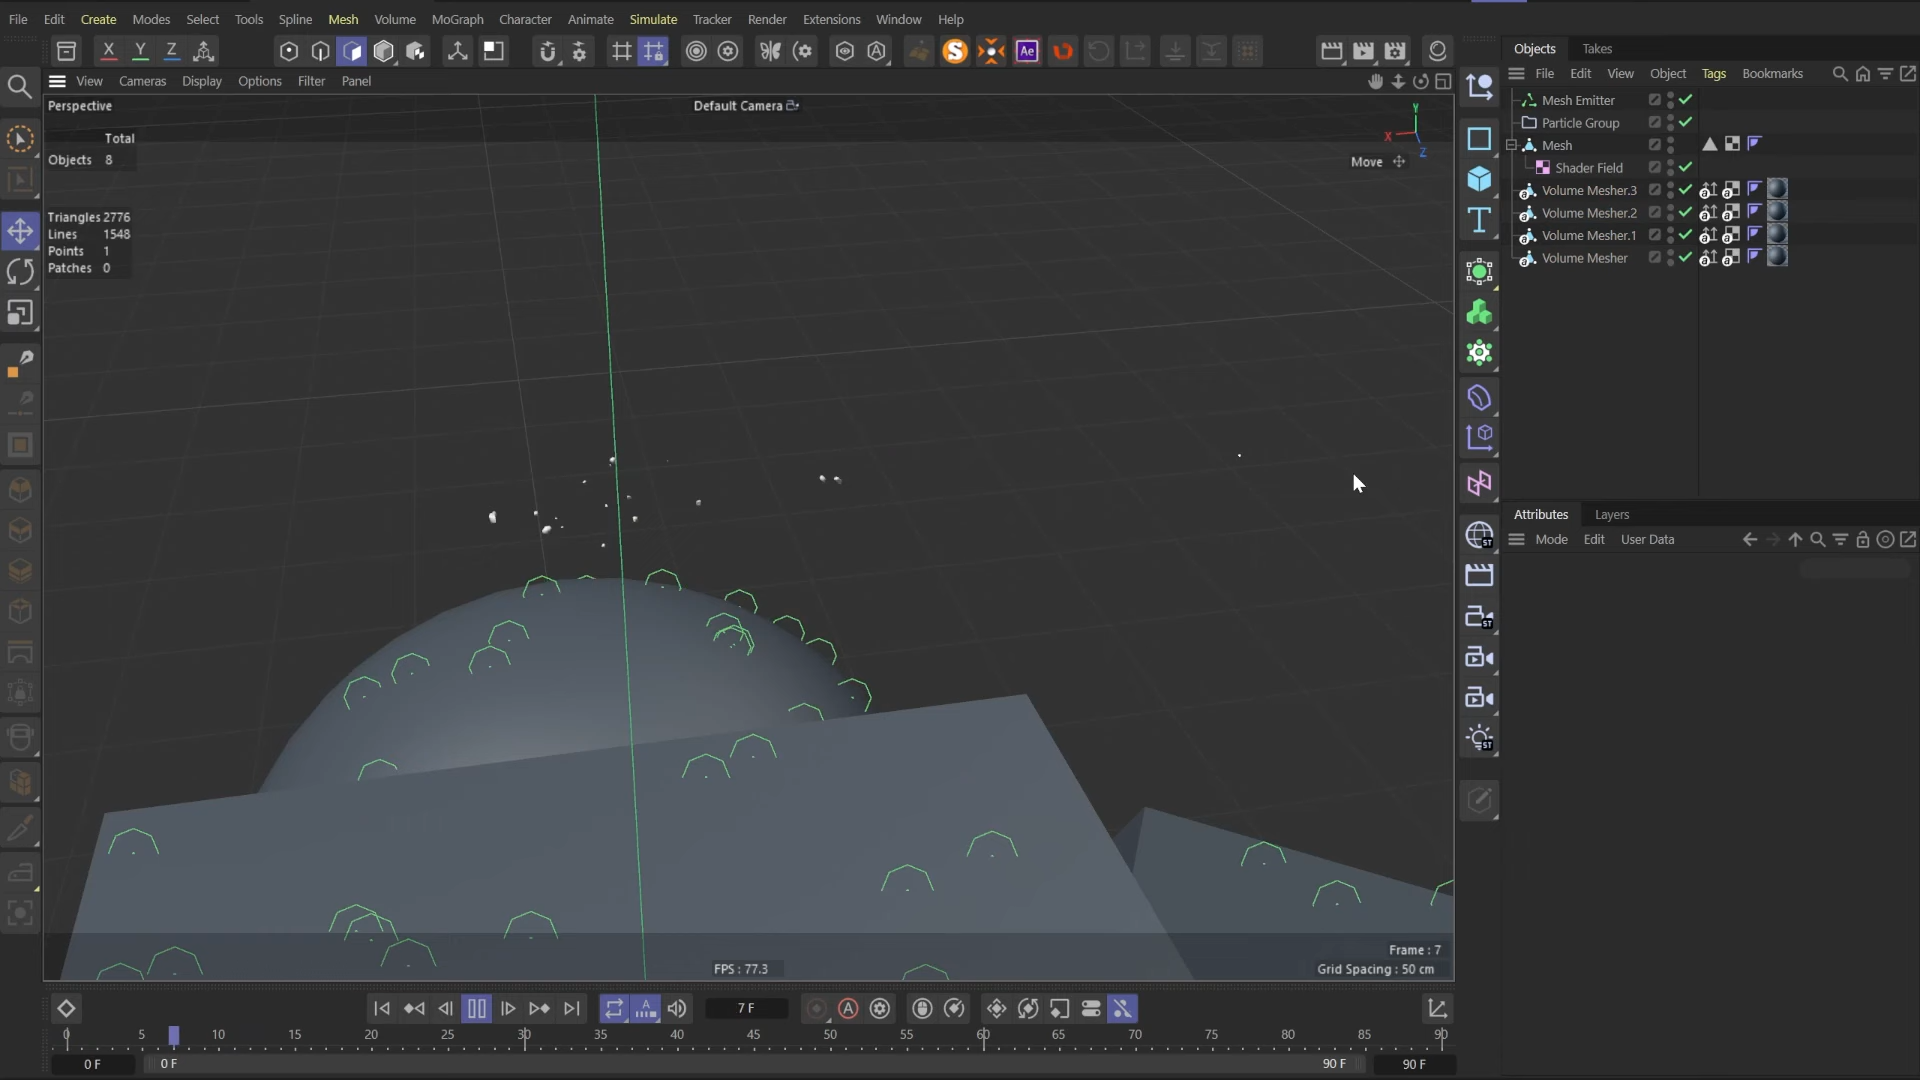 File Edit Create Modes Select Tools Spline Mesh Volume MoGraph Character Animate Simulate Tracker Render Extensions Window Help
X Y Z
S
Ae
A
Objects Takes
File Edit View Object Tags Bookmarks
View Cameras Display Options Filter Panel
Perspective
Default Camera
Total
Objects 8
Y
X
Z
Move
Triangles 2776
Lines 1548
Points 1
Patches 0
Mesh Emitter
Particle Group
Mesh
Shader Field
Volume Mesher.3
Volume Mesher.2
Volume Mesher.1
Volume Mesher
T
ST
ST
ST
Attributes Layers
Mode Edit User Data
Frame : 7
FPS : 77.3
Grid Spacing : 50 cm
A
7 F
A
0 5 10 15 20 25 30 35 40 45 50 55 60 65 70 75 80 85 90
0 F 0 F 90 F 90 F